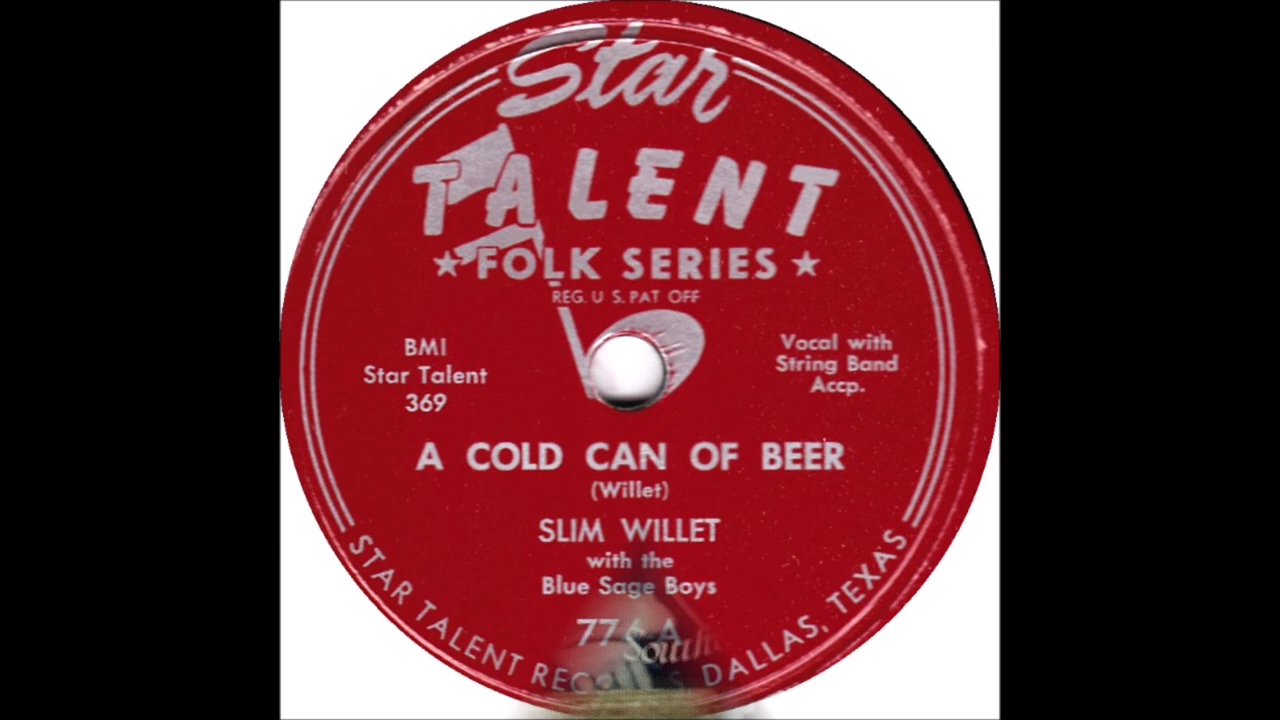 Star
TALENT
★ FOLK SERIES ★
REG. U S. PAT OFF
BMI
Star Talent
369
Vocal with
String Band
Accp.
A COLD CAN OF BEER
(Willet)
SLIM WILLET
with the
Blue Sage Boys
STAR TALENT DALLAS, TEXAS